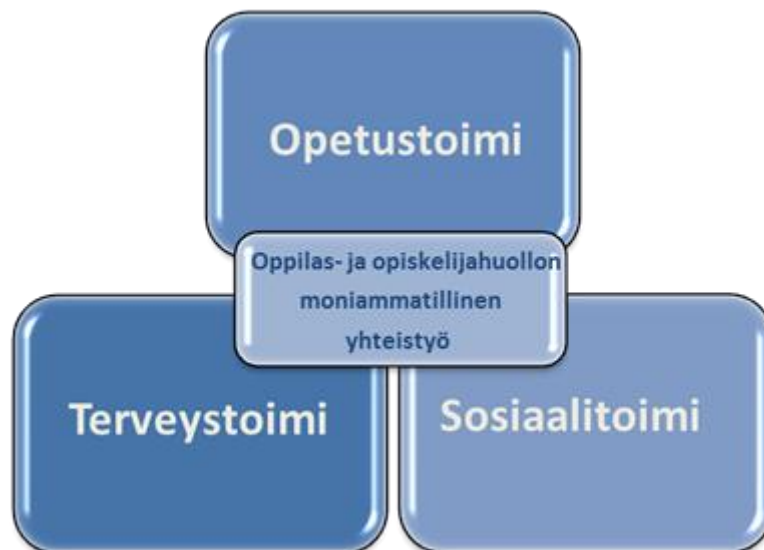 Opetustoimi
Oppilas- ja opiskelijahuollon
moniammatillinen
yhteistyö
Terveystoimi
Sosiaalitoimi